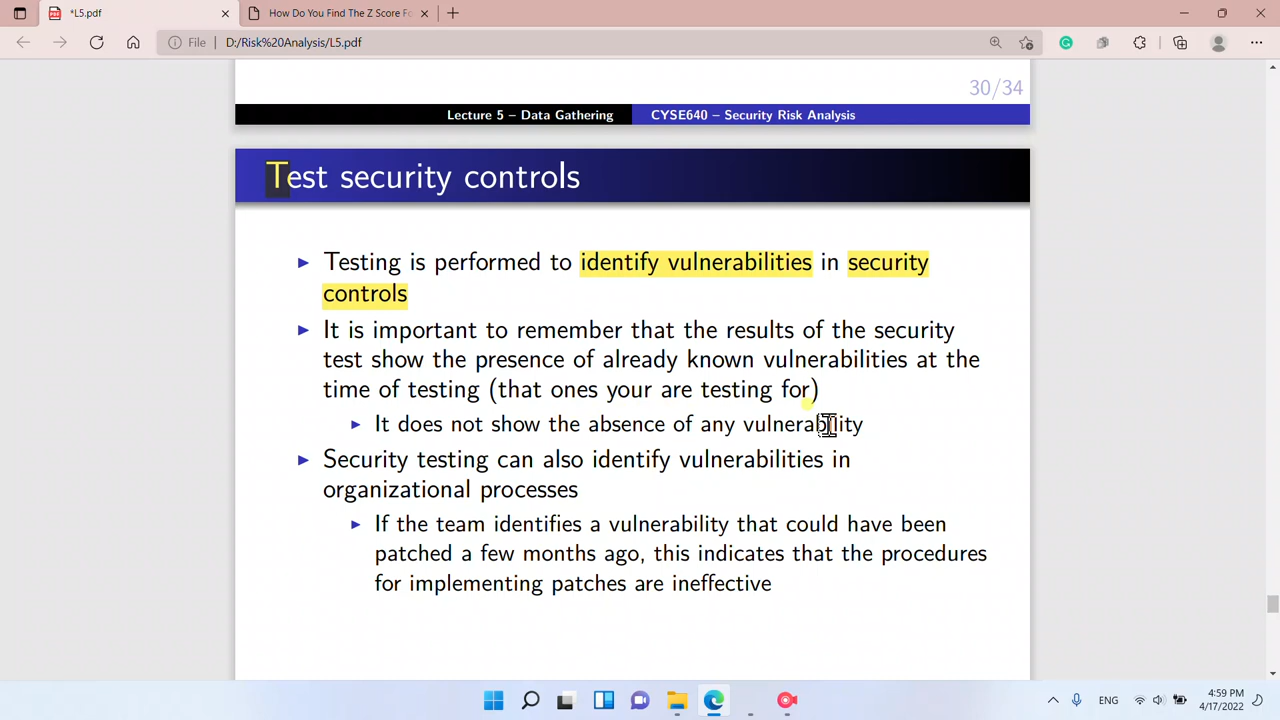 *L5.pdf
How Do You Find The Z Score Fo
File
D:/Risk%20Analysis/L5.pdf
30/34
Lecture 5 – Data Gathering
CYSE640 – Security Risk Analysis
Test security controls
Testing is performed to identify vulnerabilities in security
controls
It is important to remember that the results of the security
test show the presence of already known vulnerabilities at the
time of testing (that ones your are testing for)
It does not show the absence of any vulnerability
Security testing can also identify vulnerabilities in
organizational processes
If the team identifies a vulnerability that could have been
patched a few months ago, this indicates that the procedures
for implementing patches are ineffective
ENG
4:59 PM
4/17/2022